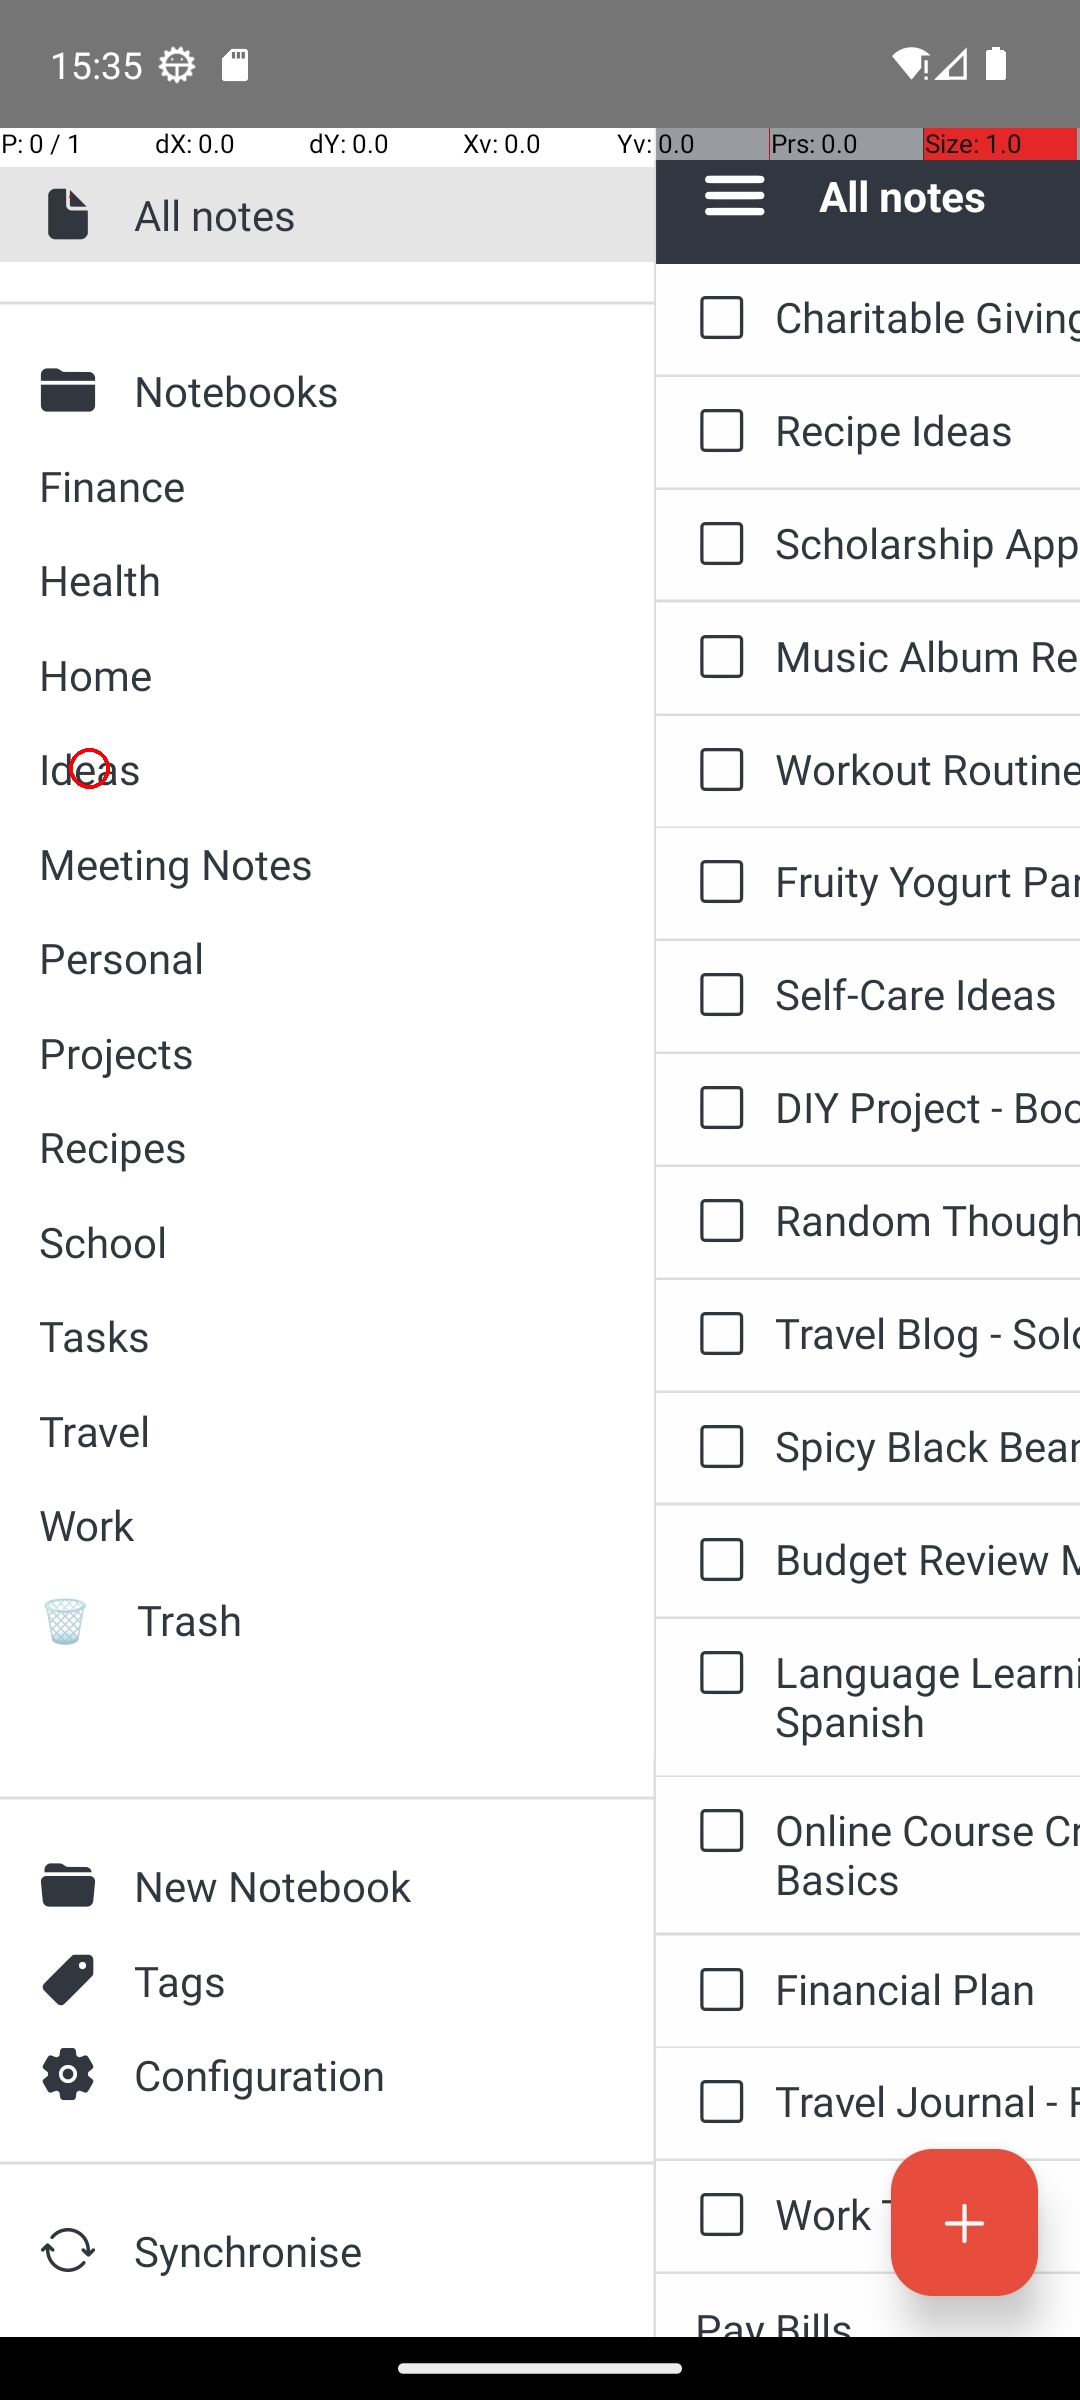 15:35
P: 0 / 1 dX: 0.0 dY: 0.0 Xv: 0.0 Yv: 0.0 Prs: 0.0 Size: 1.0
All notes
Notebooks
Finance
Health
Home
Ideas
Meeting Notes
Personal
Projects
Recipes
School
Tasks
Travel
Work
Trash
New Notebook
Tags
Configuration
Synchronise
All notes
Charitable Giving
Recipe Ideas
Scholarship App
Music Album Re
Workout Routine
Fruity Yogurt Par
Self-Care Ideas
DIY Project - Boo
Random Though
Travel Blog - Solo
Spicy Black Bean
Budget Review M
Language Learni
Spanish
Online Course Cr
Basics
Financial Plan
Travel Journal - P
Work T
Pay Bills